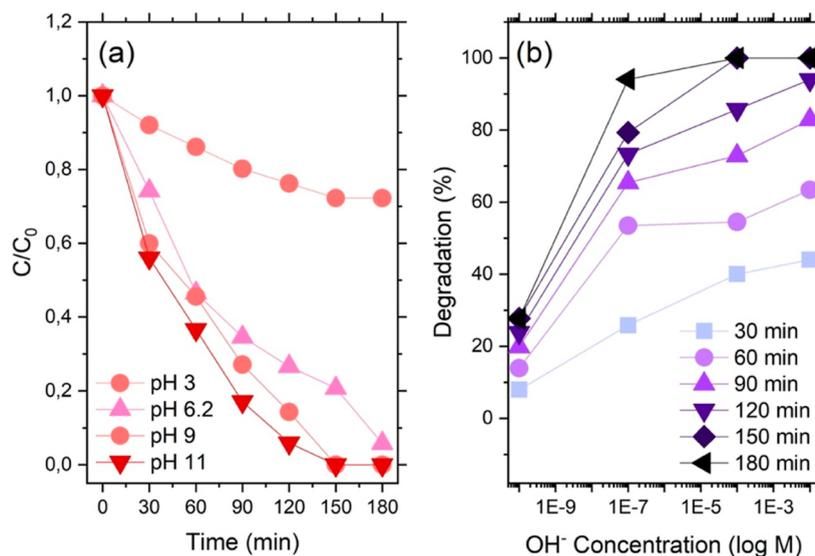 (a)
1,2
1,0
0,8
0,6
0,4
0,2
0,0
C/C0
pH 3
pH 6.2
pH 9
pH 11
0 30 60 90 120 150 180
Time (min)
(b)
100
80
60
40
20
0
Degradation (%)
30 min
60 min
90 min
120 min
150 min
180 min
1E-9 1E-7 1E-5 1E-3
OH⁻ Concentration (log M)